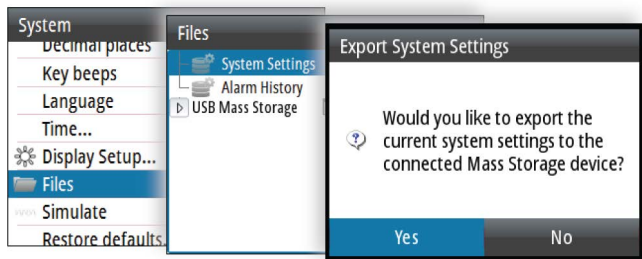 System
Decimal places
Key beeps
Language
Time...
Display Setup...
Files
Simulate
Restore defaults.
Files
System Settings
Alarm History
USB Mass Storage
Export System Settings
Would you like to export the
current system settings to the
connected Mass Storage device?
Yes
No